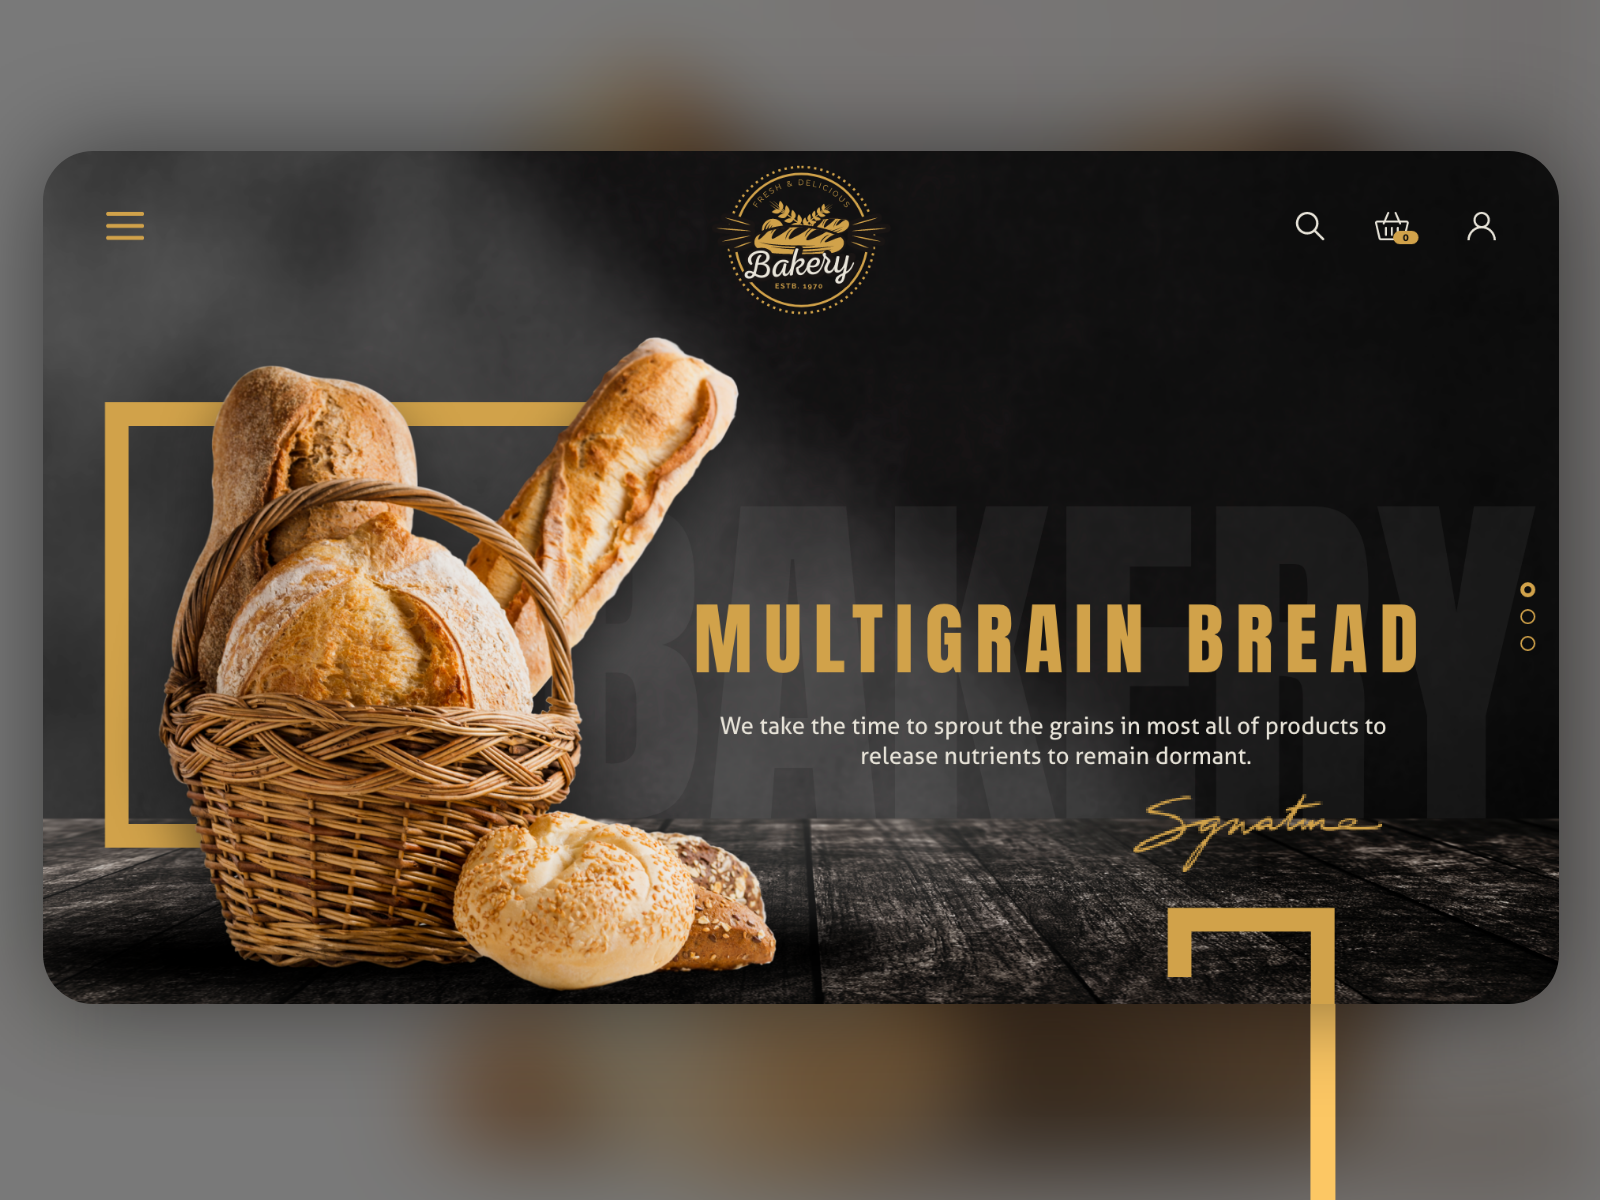 FRESH & DELICIOUS
Bakery
ESTB. 1970
0
BAKERY
MULTIGRAIN BREAD
We take the time to sprout the grains in most all of products to
release nutrients to remain dormant.
Sgnature